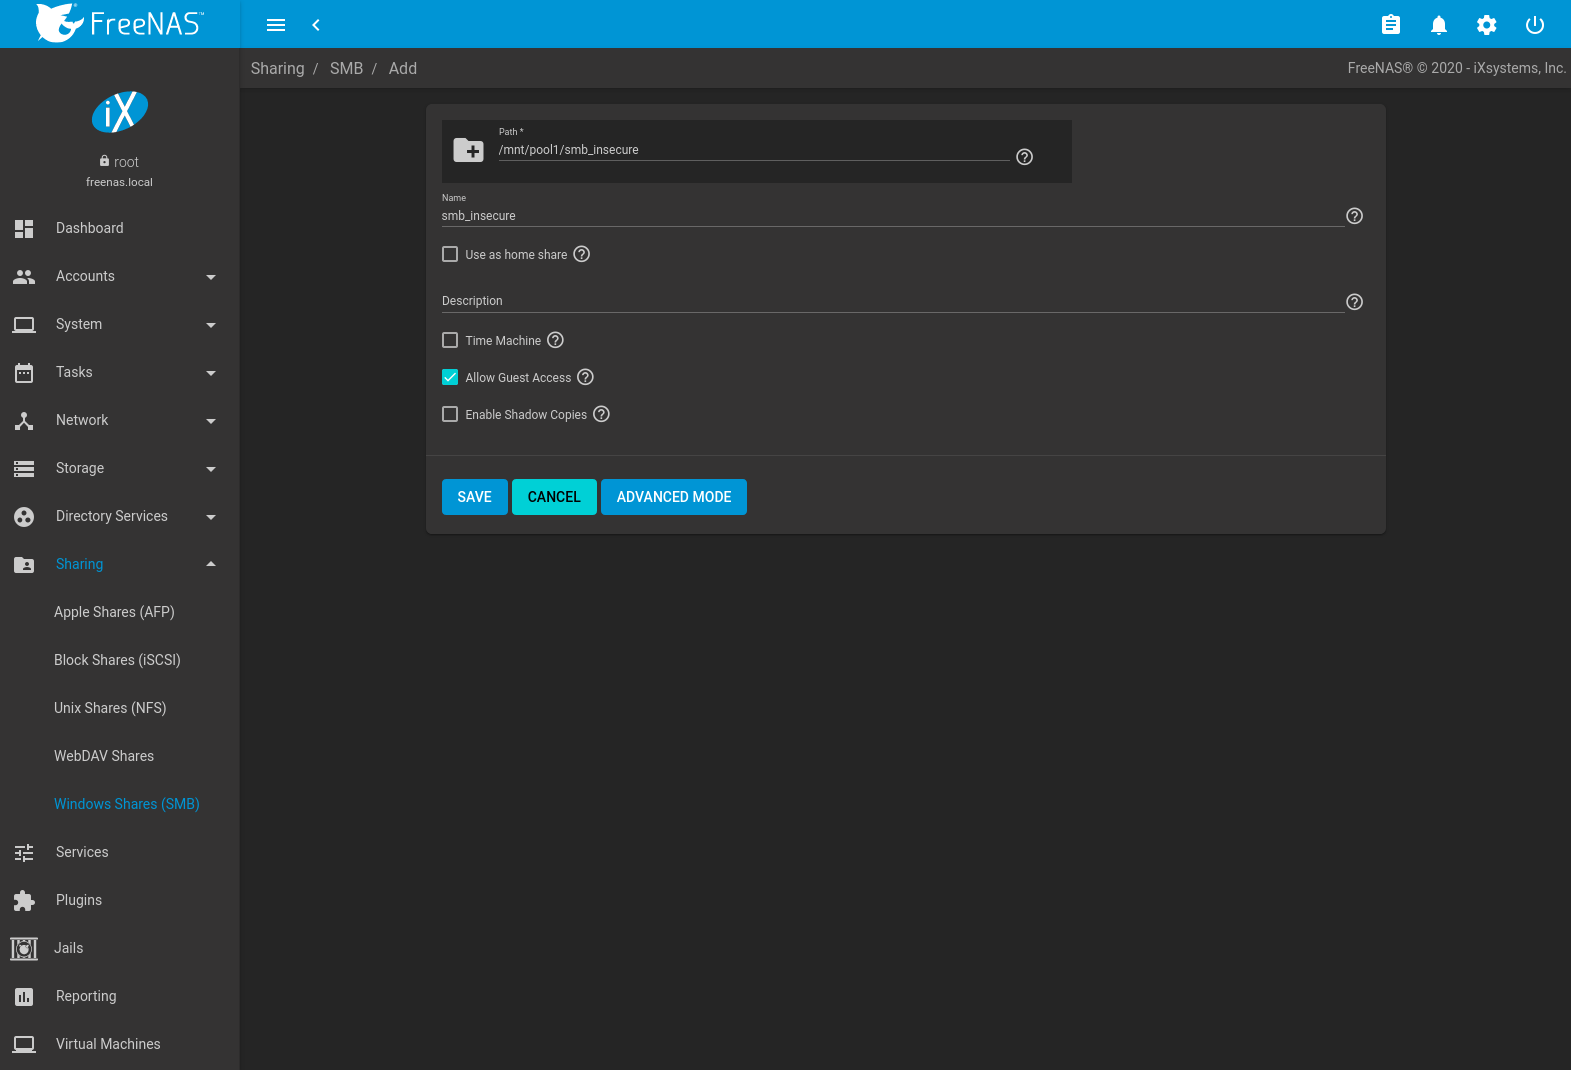 FreeNAS™
Sharing / SMB / Add
FreeNAS® © 2020 - iXsystems, Inc.
iX
root
freenas.local
Dashboard
Accounts
System
Tasks
Network
Storage
Directory Services
Sharing
Apple Shares (AFP)
Block Shares (iSCSI)
Unix Shares (NFS)
WebDAV Shares
Windows Shares (SMB)
Services
Plugins
Jails
Reporting
Virtual Machines
Path *
/mnt/pool1/smb_insecure
Name
smb_insecure
Use as home share
Description
Time Machine
Allow Guest Access
Enable Shadow Copies
SAVE CANCEL ADVANCED MODE